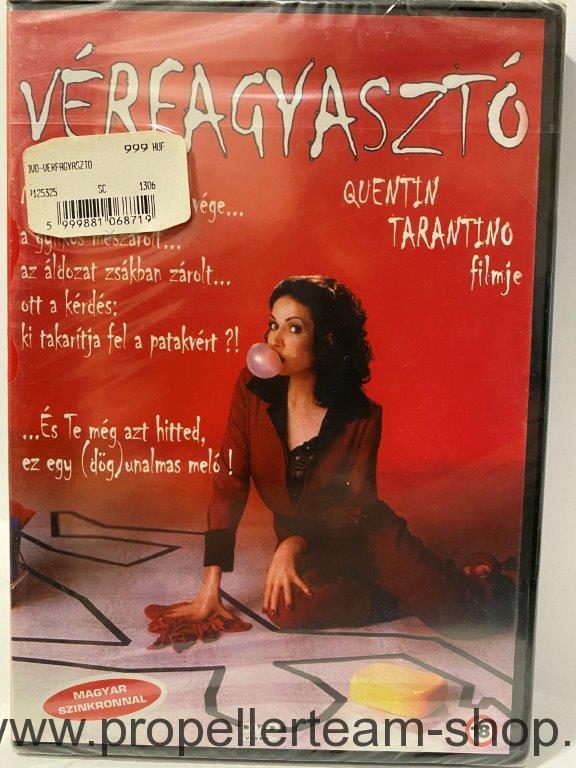 VÉRFAGYASZTÓ
999 HUF
DVD-VERFAGYASZTO
P125325 SC 1306
5 999881 068719
QUENTIN
TARANTINO
filmje
vége...
a gyilkos mészárolt...
az áldozat zsákban zárolt...
ott a kérdés:
ki takarítja fel a patakvért ?!
...És Te még azt hitted,
ez egy (dög)unalmas meló !
MAGYAR
SZINKRONNAL
18
www.propellerteam-shop.